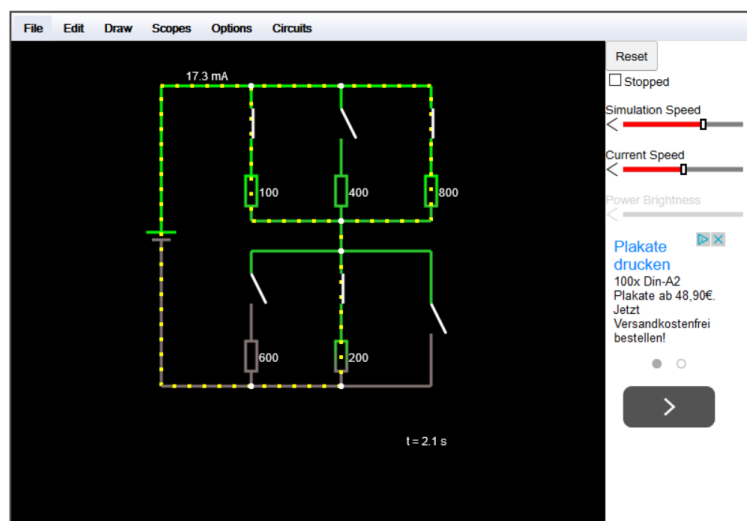 File Edit Draw Scopes Options Circuits
17.3 mA
100
400
800
600
200
t = 2.1 s
Reset
Stopped
Simulation Speed
Current Speed
Power Brightness
Plakate
drucken
100x Din-A2
Plakate ab 48,90€.
Jetzt
Versandkostenfrei
bestellen!